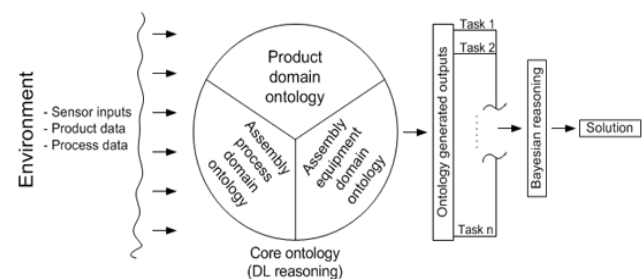 Environment
- Sensor inputs
- Product data
- Process data
Product
domain
ontology
Assembly
process
domain
ontology
Assembly
equipment
domain
ontology
Core ontology
(DL reasoning)
Ontology generated outputs
Task 1
Task 2
Task n
Bayesian reasoning
Solution